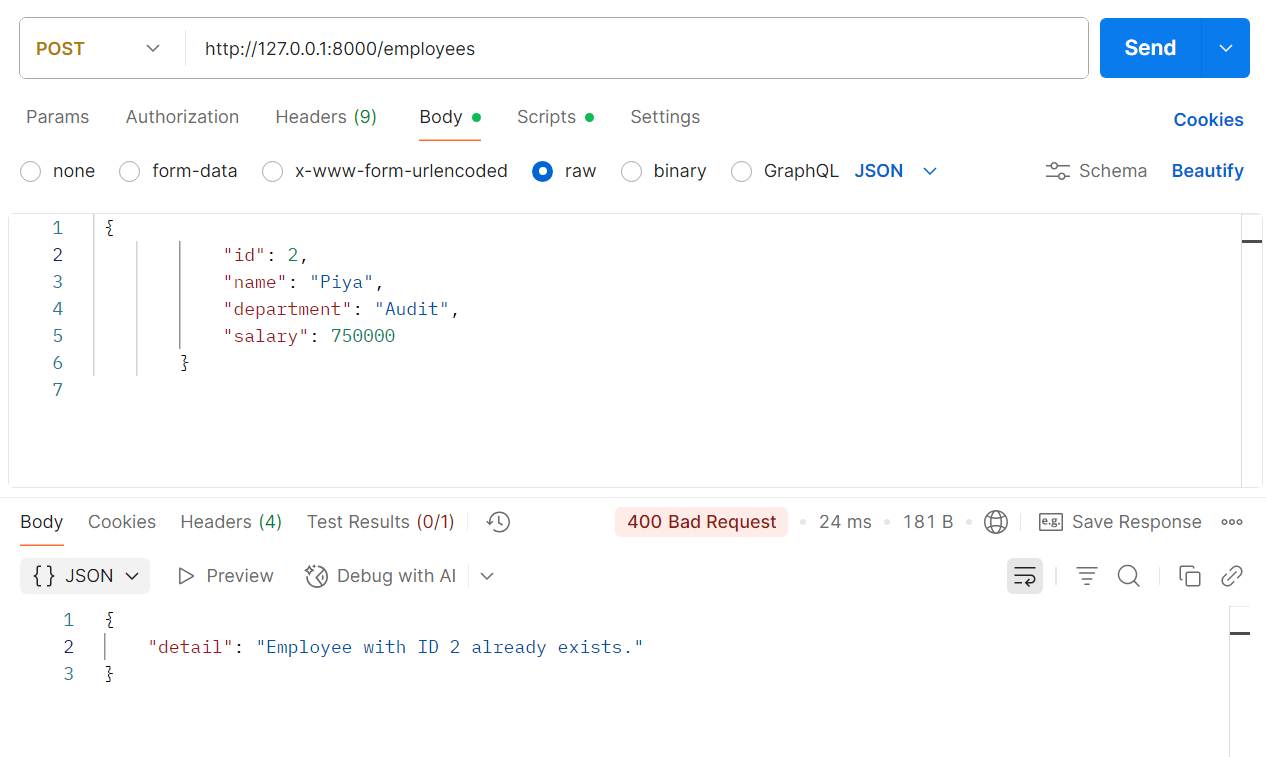 POST http://127.0.0.1:8000/employees Send
Params Authorization Headers (9) Body Scripts Settings Cookies
none form-data x-www-form-urlencoded raw binary GraphQL JSON Schema Beautify
1 {
2 "id": 2,
3 "name": "Piya",
4 "department": "Audit",
5 "salary": 750000
6 }
7
Body Cookies Headers (4) Test Results (0/1) 400 Bad Request • 24 ms • 181 B • e.g. Save Response
{} JSON Preview Debug with AI
1 {
2 "detail": "Employee with ID 2 already exists."
3 }